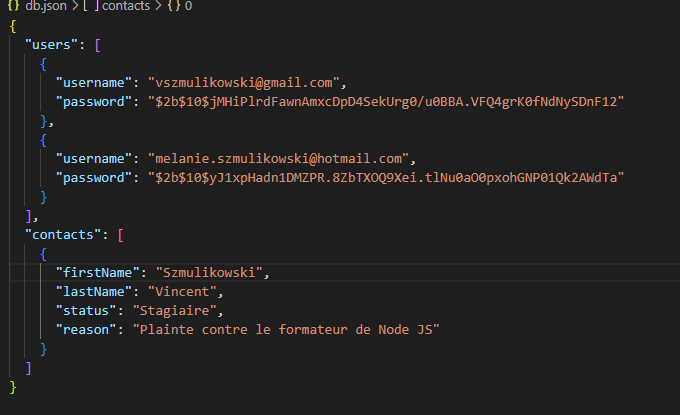 {} db.json > [ ] contacts > {} 0
{
"users": [
{
"username": "vszmulikowski@gmail.com",
"password": "$2b$10$jMHiPlrdFawnAmxcDpD4SekUrg0/u0BBA.VFQ4grK0fNdNySDnF12"
},
{
"username": "melanie.szmulikowski@hotmail.com",
"password": "$2b$10$yJ1xpHadn1DMZPR.8ZbTXOQ9Xei.tlNu0aO0pxohGNP01Qk2AWdTa"
}
],
"contacts": [
{
"firstName": "Szmulikowski",
"lastName": "Vincent",
"status": "Stagiaire",
"reason": "Plainte contre le formateur de Node JS"
}
]
}